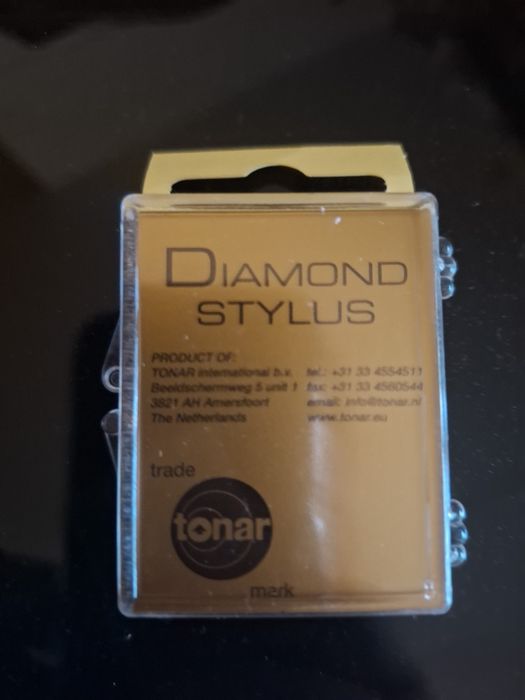 DIAMOND
STYLUS
PRODUCT OF:
TONAR international b.v. tel.: +31 33 4554511
Beeldschermweg 5 unit 1 fax: +31 33 4560544
3821 AH Amersfoort email: info@tonar.nl
The Netherlands www.tonar.eu
trade
tonar
mark